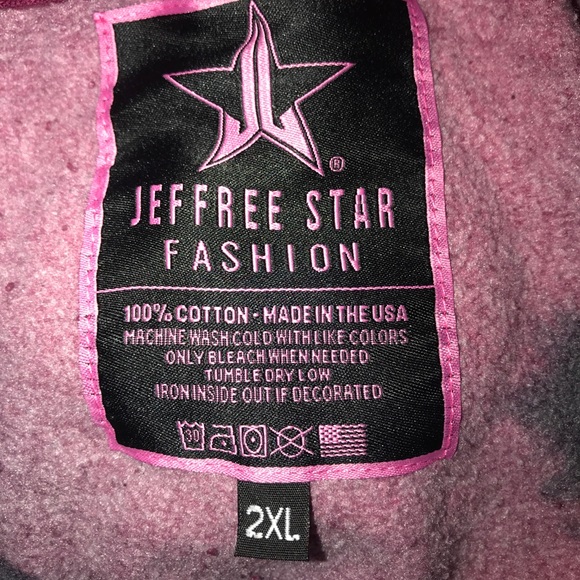 ®
JEFFREE STAR
FASHION
100% COTTON - MADE IN THE USA
MACHINE WASH COLD WITH LIKE COLORS
ONLY BLEACH WHEN NEEDED
TUMBLE DRY LOW
IRON INSIDE OUT IF DECORATED
30
2XL